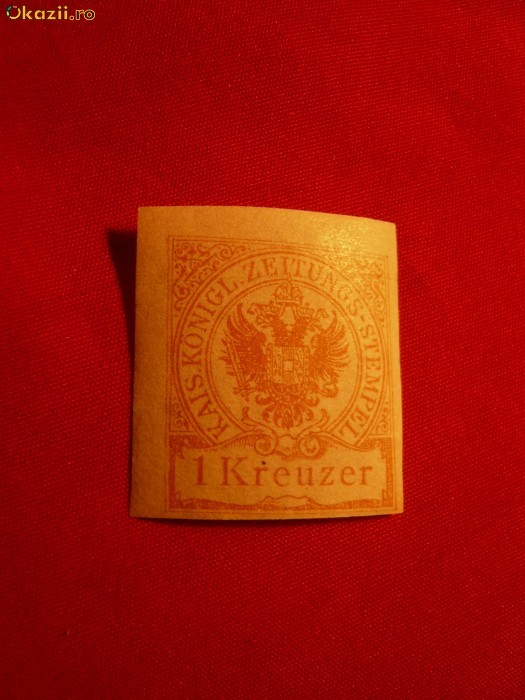 Okazii.ro
KAIS.KÖNIGL.ZEITUNGS-STEMPEL
1 Kreuzer